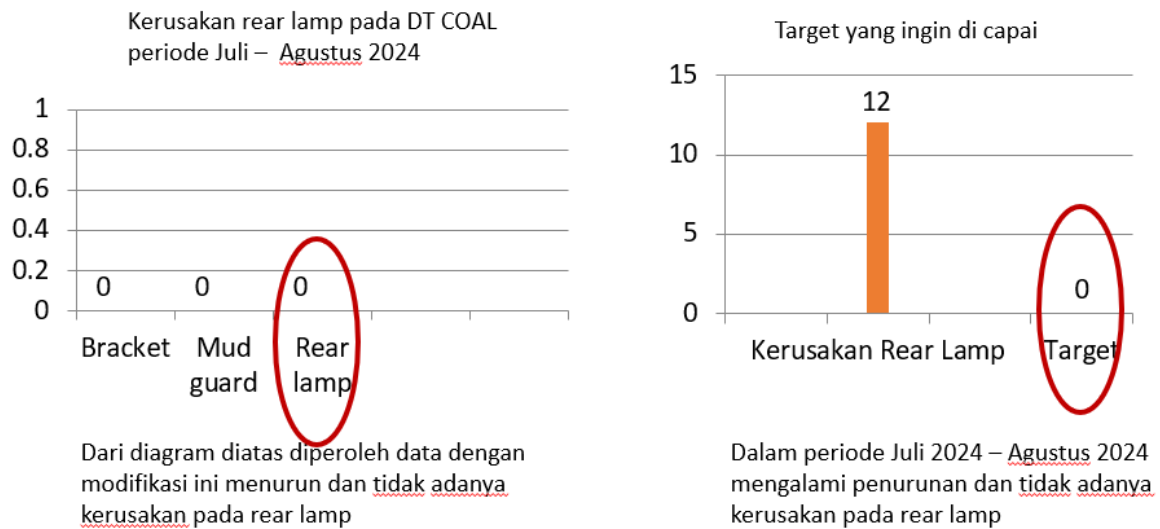 Kerusakan rear lamp pada DT COAL
periode Juli – Agustus 2024
1
0.8
0.6
0.4
0.2
0
0 0 0
Bracket Mud guard Rear lamp
Dari diagram diatas diperoleh data dengan
modifikasi ini menurun dan tidak adanya
kerusakan pada rear lamp
Target yang ingin di capai
15
10
5
0
12
0
Kerusakan Rear Lamp Target
Dalam periode Juli 2024 – Agustus 2024
mengalami penurunan dan tidak adanya
kerusakan pada rear lamp